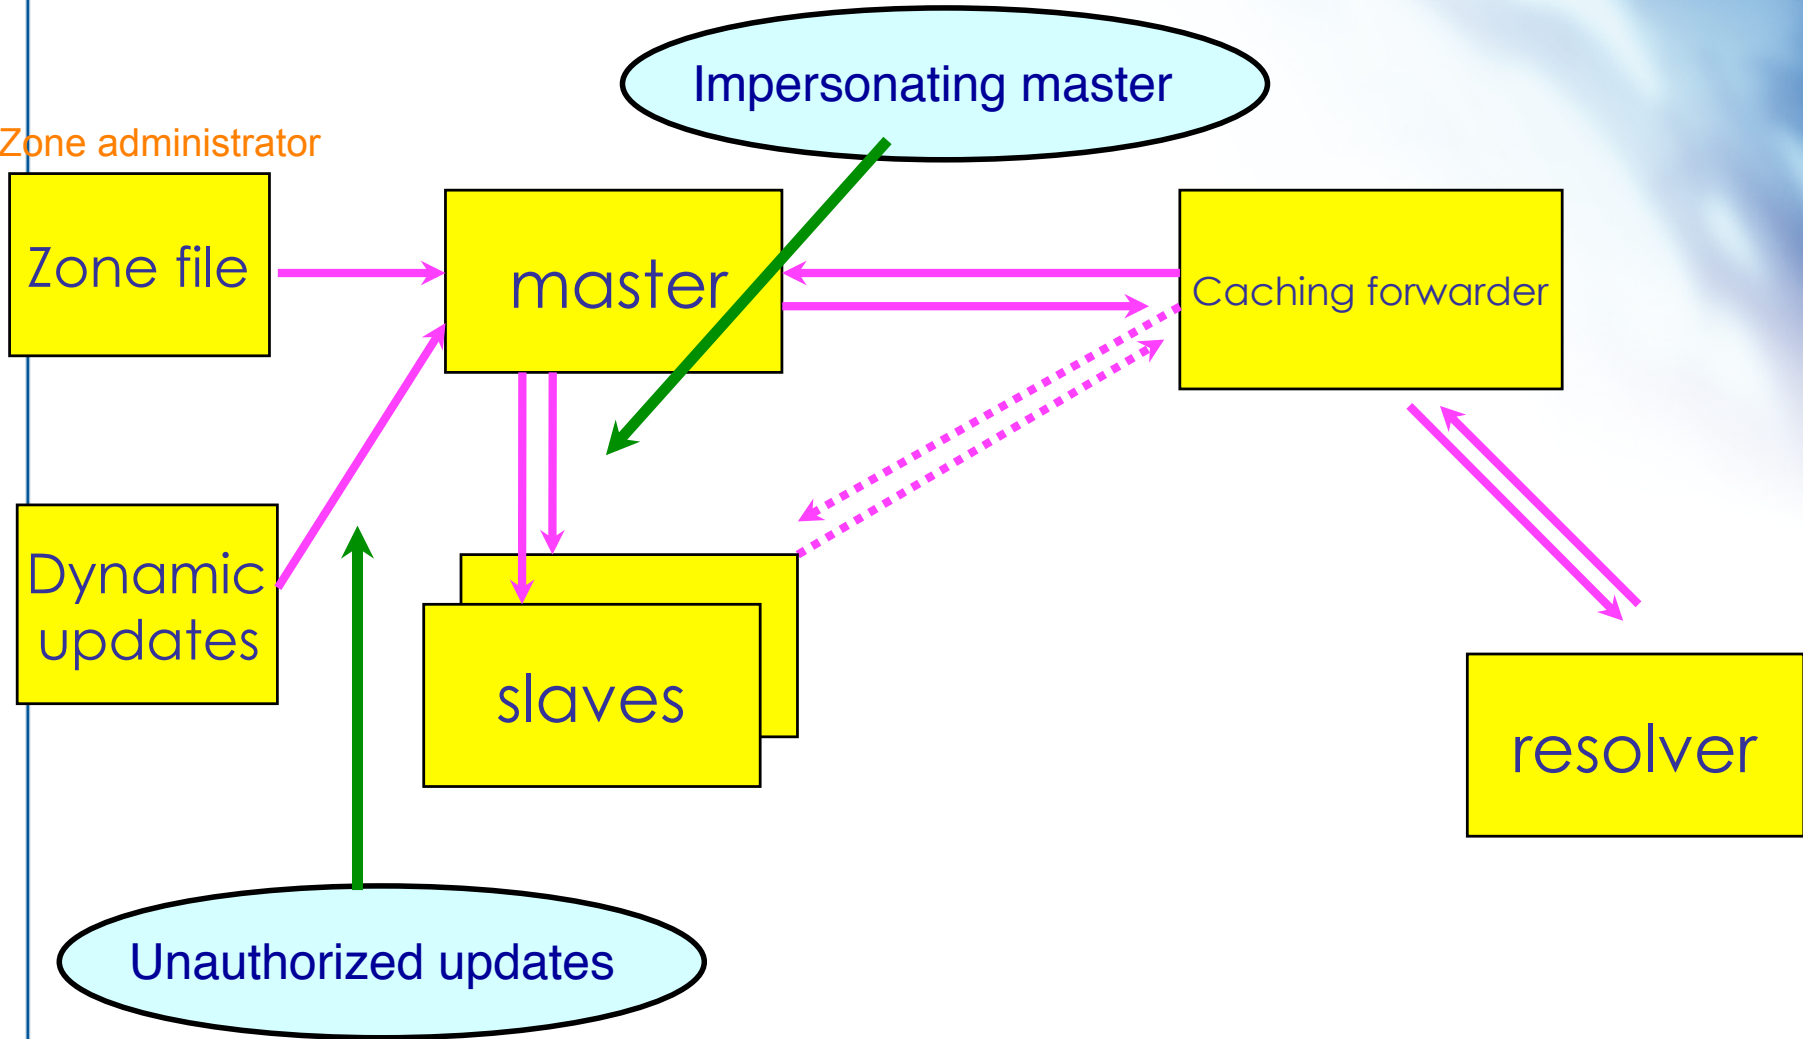 Impersonating master
Zone administrator
Zone file
master
Caching forwarder
Dynamic
updates
slaves
resolver
Unauthorized updates